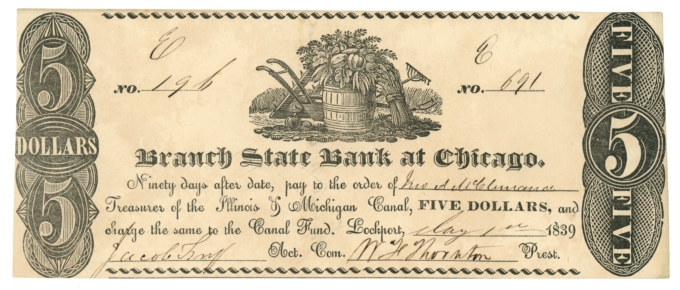 5 DOLLARS 5
E
NO. 196
E
NO. 691
FIVE 5 FIVE
Branch State Bank at Chicago.
Ninety days after date, pay to the order of
Treasurer of the Illinois & Michigan Canal, FIVE DOLLARS, and
charge the same to the Canal Fund. Lockport, May 1st 1839
Jacob Fry Act. Com. W. F. Thornton Prest.